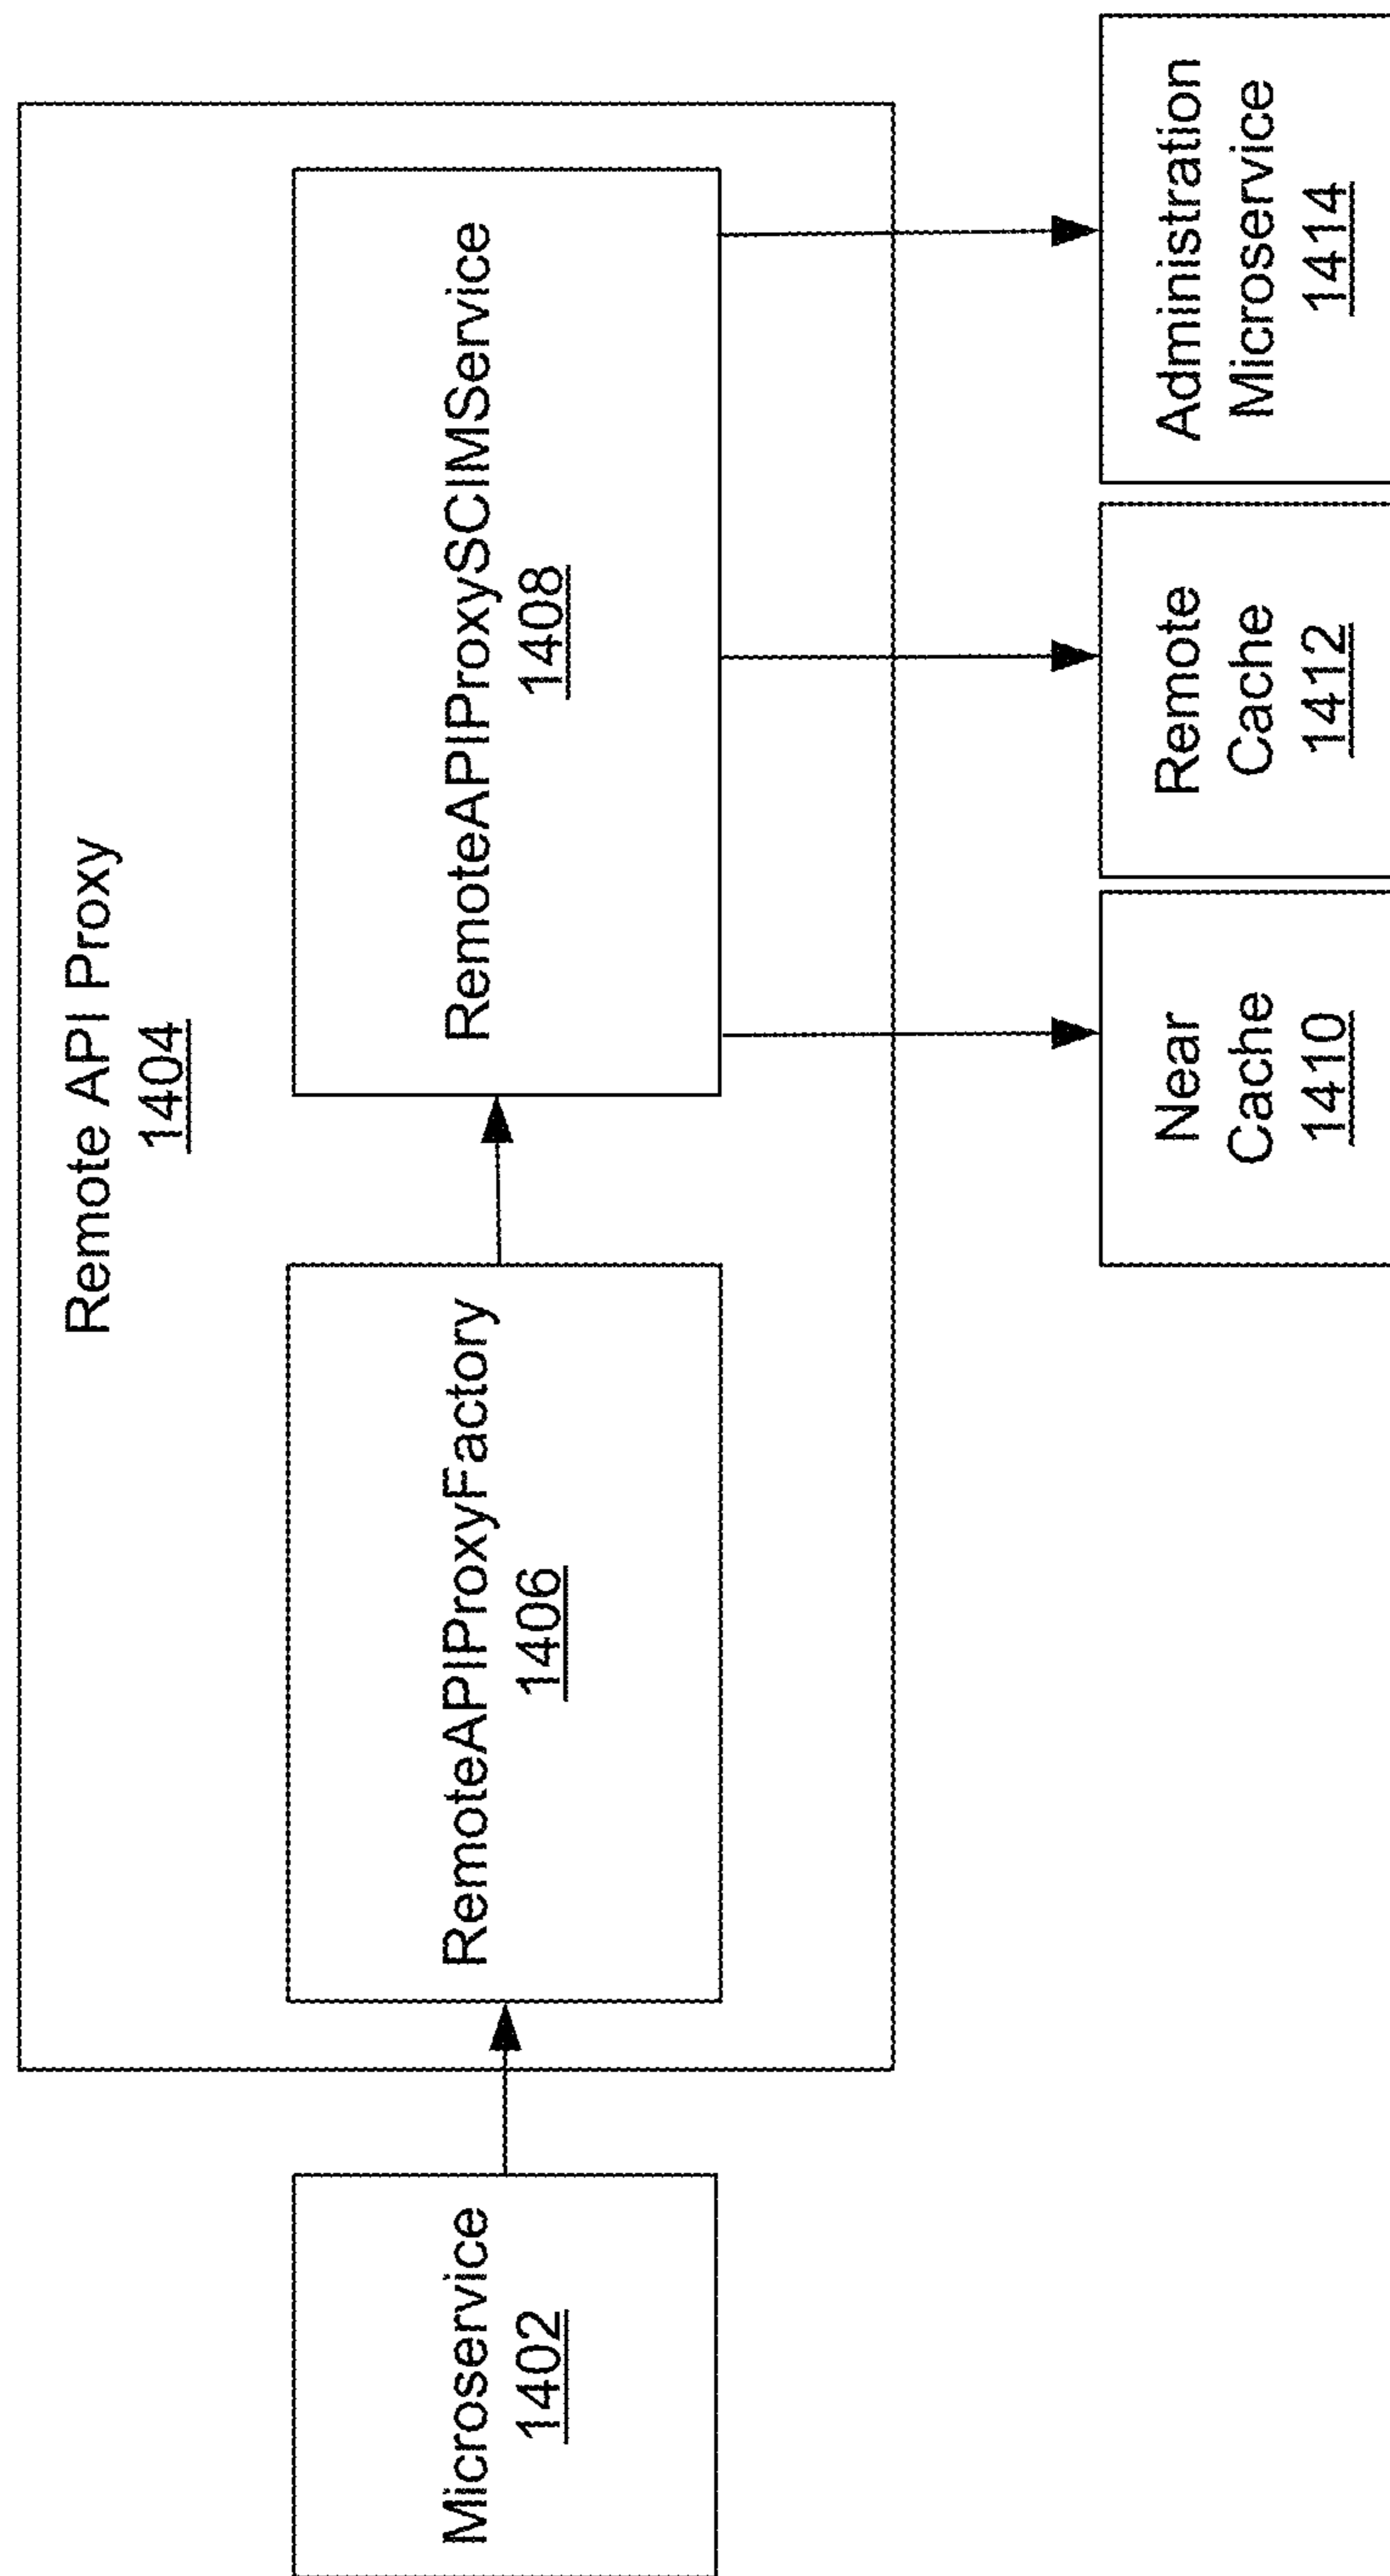 Remote API Proxy
1404
Microservice
1402
RemoteAPIProxyFactory
1406
RemoteAPIProxySCIMService
1408
Near
Cache
1410
Remote
Cache
1412
Administration
Microservice
1414